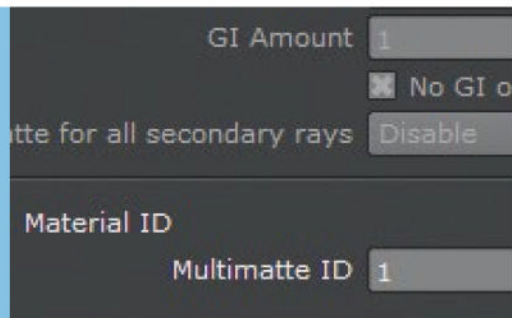 GI Amount 1
No GI o
tte for all secondary rays Disable
Material ID
Multimatte ID 1